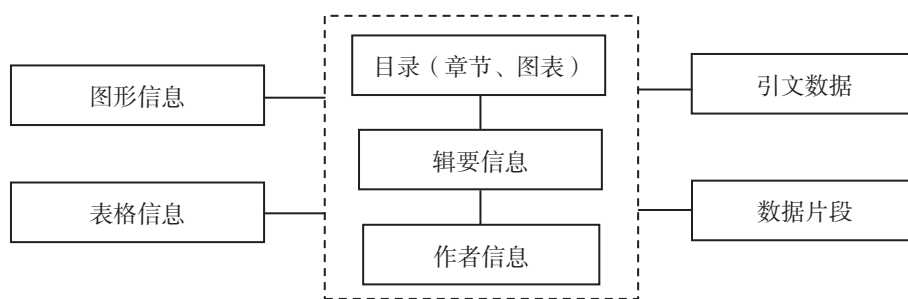 图形信息
表格信息
目录（章节、图表）
辑要信息
作者信息
引文数据
数据片段